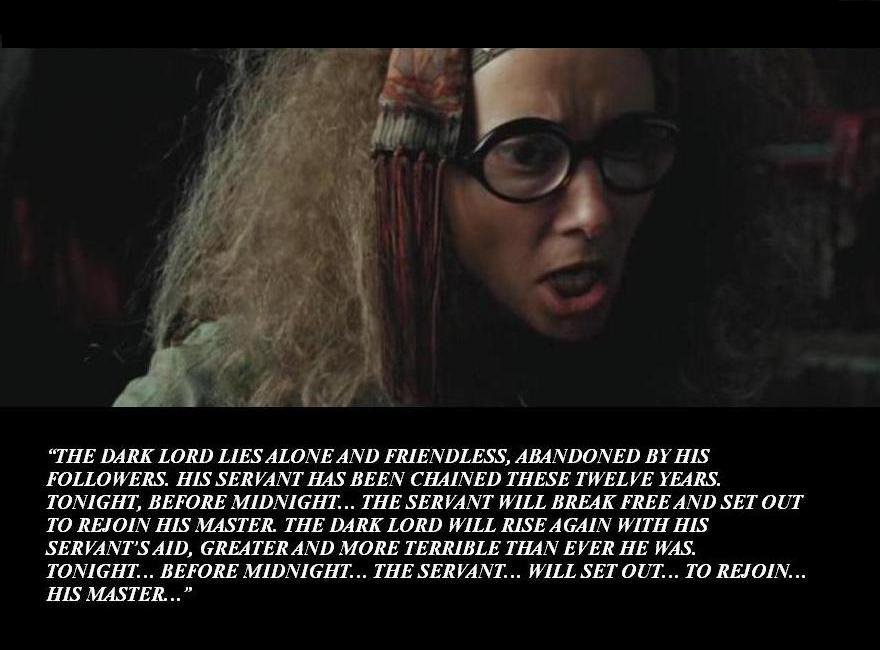 “THE DARK LORD LIES ALONE AND FRIENDLESS, ABANDONED BY HIS
FOLLOWERS. HIS SERVANT HAS BEEN CHAINED THESE TWELVE YEARS.
TONIGHT, BEFORE MIDNIGHT... THE SERVANT WILL BREAK FREE AND SET OUT
TO REJOIN HIS MASTER. THE DARK LORD WILL RISE AGAIN WITH HIS
SERVANT'S AID, GREATER AND MORE TERRIBLE THAN EVER HE WAS.
TONIGHT... BEFORE MIDNIGHT... THE SERVANT... WILL SET OUT... TO REJOIN...
HIS MASTER...”